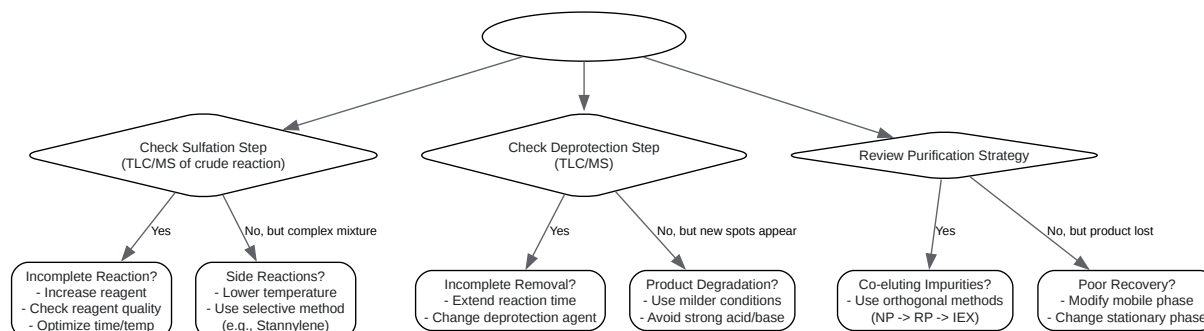 Check Sulfation Step
(TLC/MS of crude reaction)
Check Deprotection Step
(TLC/MS)
Review Purification Strategy
Yes
No, but complex mixture
Yes
No, but new spots appear
Yes
No, but product lost
Incomplete Reaction?
- Increase reagent
- Check reagent quality
- Optimize time/temp
Side Reactions?
- Lower temperature
- Use selective method
(e.g., Stannylene)
Incomplete Removal?
- Extend reaction time
- Change deprotection agent
Product Degradation?
- Use milder conditions
- Avoid strong acid/base
Co-eluting Impurities?
- Use orthogonal methods
(NP -> RP -> IEX)
Poor Recovery?
- Modify mobile phase
- Change stationary phase